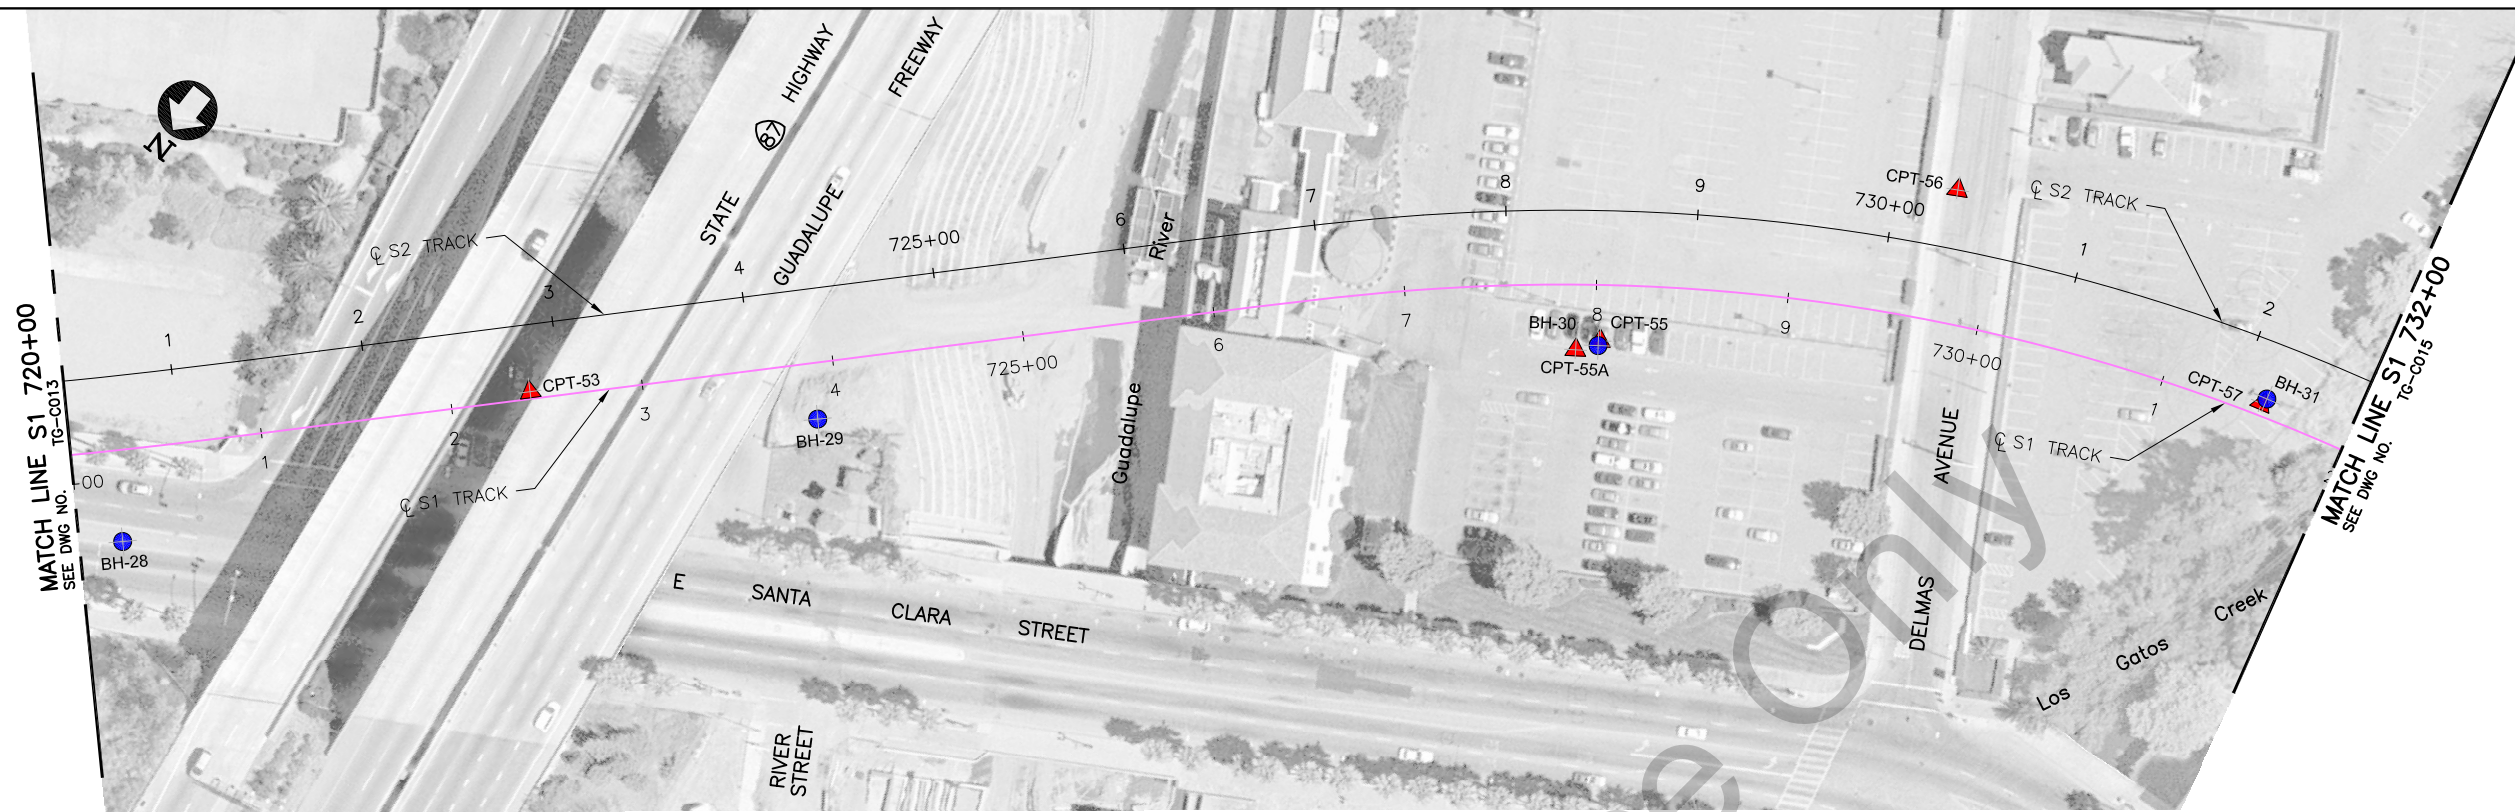 N
MATCH LINE S1 720+00
SEE DWG NO. TG-C013
+00
1
2
3
4
725+00
6
7
8
9
730+00
1
2
℄ S2 TRACK
℄ S2 TRACK
1
2
3
4
725+00
6
7
8
9
730+00
1
℄ S1 TRACK
℄ S1 TRACK
STATE HIGHWAY
87
GUADALUPE FREEWAY
Guadalupe River
BH-28
CPT-53
BH-29
BH-30
CPT-55
CPT-55A
CPT-56
CPT-57
BH-31
E SANTA CLARA STREET
RIVER
STREET
DELMAS AVENUE
Los Gatos Creek
MATCH LINE S1 732+00
SEE DWG NO. TG-C015
e Only